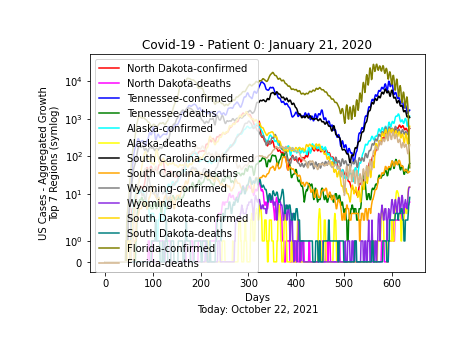 Covid-19 - Patient 0: January 21, 2020
US Cases - Aggregated Growth
Top 7 Regions (symlog)
10^4
10^3
10^2
10^1
10^0
0
North Dakota-confirmed
North Dakota-deaths
Tennessee-confirmed
Tennessee-deaths
Alaska-confirmed
Alaska-deaths
South Carolina-confirmed
South Carolina-deaths
Wyoming-confirmed
Wyoming-deaths
South Dakota-confirmed
South Dakota-deaths
Florida-confirmed
Florida-deaths
0 100 200 300 400 500 600
Days
Today: October 22, 2021